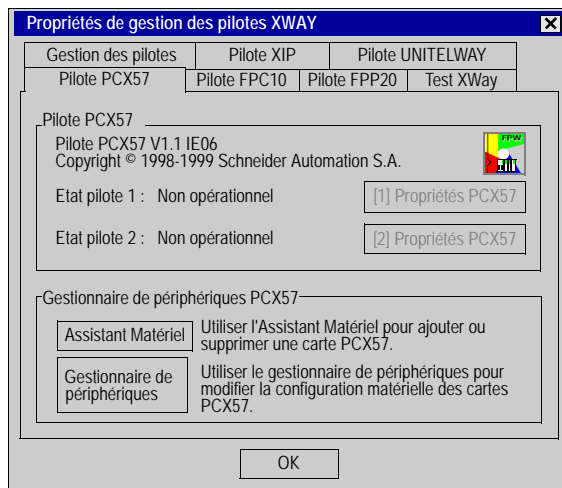 Propriétés de gestion des pilotes XWAY
Gestion des pilotes Pilote XIP Pilote UNITELWAY
Pilote PCX57 Pilote FPC10 Pilote FPP20 Test XWay
Pilote PCX57
Pilote PCX57 V1.1 IE06
Copyright © 1998-1999 Schneider Automation S.A.
FPW
Etat pilote 1 : Non opérationnel [1] Propriétés PCX57
Etat pilote 2 : Non opérationnel [2] Propriétés PCX57
Gestionnaire de périphériques PCX57
Assistant Matériel
Utiliser l'Assistant Matériel pour ajouter ou
supprimer une carte PCX57.
Gestionnaire de
périphériques
Utiliser le gestionnaire de périphériques pour
modifier la configuration matérielle des cartes
PCX57.
OK